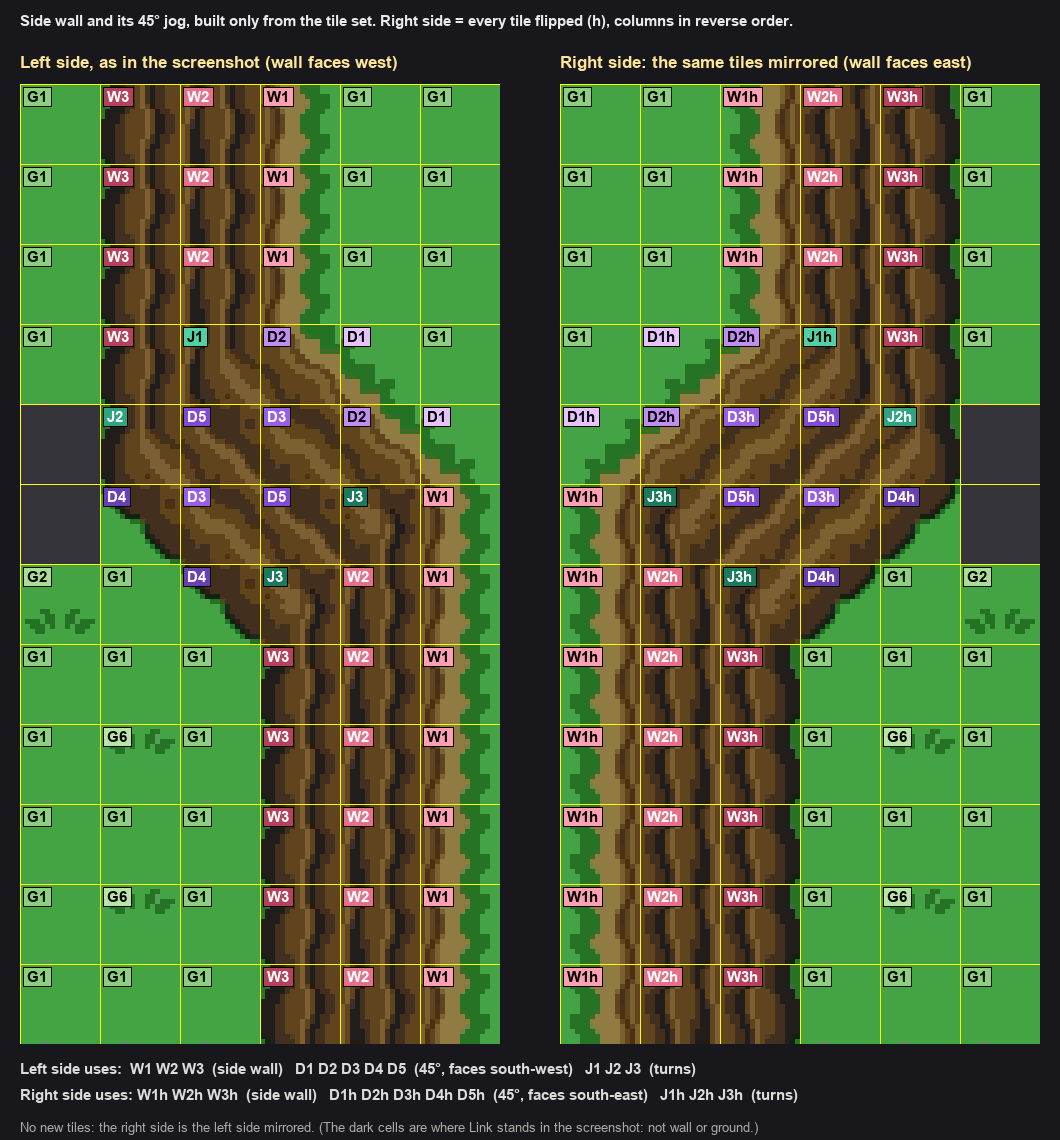 Side wall and its 45° jog, built only from the tile set. Right side = every tile flipped (h), columns in reverse order.
Left side, as in the screenshot (wall faces west)
Right side: the same tiles mirrored (wall faces east)
G1 W3 W2 W1 G1 G1
G1 G1 W1h W2h W3h G1
G1 W3 W2 W1 G1 G1
G1 G1 W1h W2h W3h G1
G1 W3 W2 W1 G1 G1
G1 G1 W1h W2h W3h G1
G1 W3 J1 D2 D1 G1
G1 D1h D2h J1h W3h G1
J2 D5 D3 D2 D1
D1h D2h D3h D5h J2h
D4 D3 D5 J3 W1
W1h J3h D5h D3h D4h
G2 G1 D4 J3 W2 W1
W1h W2h J3h D4h G1 G2
G1 G1 G1 W3 W2 W1
W1h W2h W3h G1 G1 G1
G1 G6 G1 W3 W2 W1
W1h W2h W3h G1 G6 G1
G1 G1 G1 W3 W2 W1
W1h W2h W3h G1 G1 G1
G1 G6 G1 W3 W2 W1
W1h W2h W3h G1 G6 G1
G1 G1 G1 W3 W2 W1
W1h W2h W3h G1 G1 G1
Left side uses: W1 W2 W3 (side wall) D1 D2 D3 D4 D5 (45°, faces south-west) J1 J2 J3 (turns)
Right side uses: W1h W2h W3h (side wall) D1h D2h D3h D4h D5h (45°, faces south-east) J1h J2h J3h (turns)
No new tiles: the right side is the left side mirrored. (The dark cells are where Link stands in the screenshot: not wall or ground.)